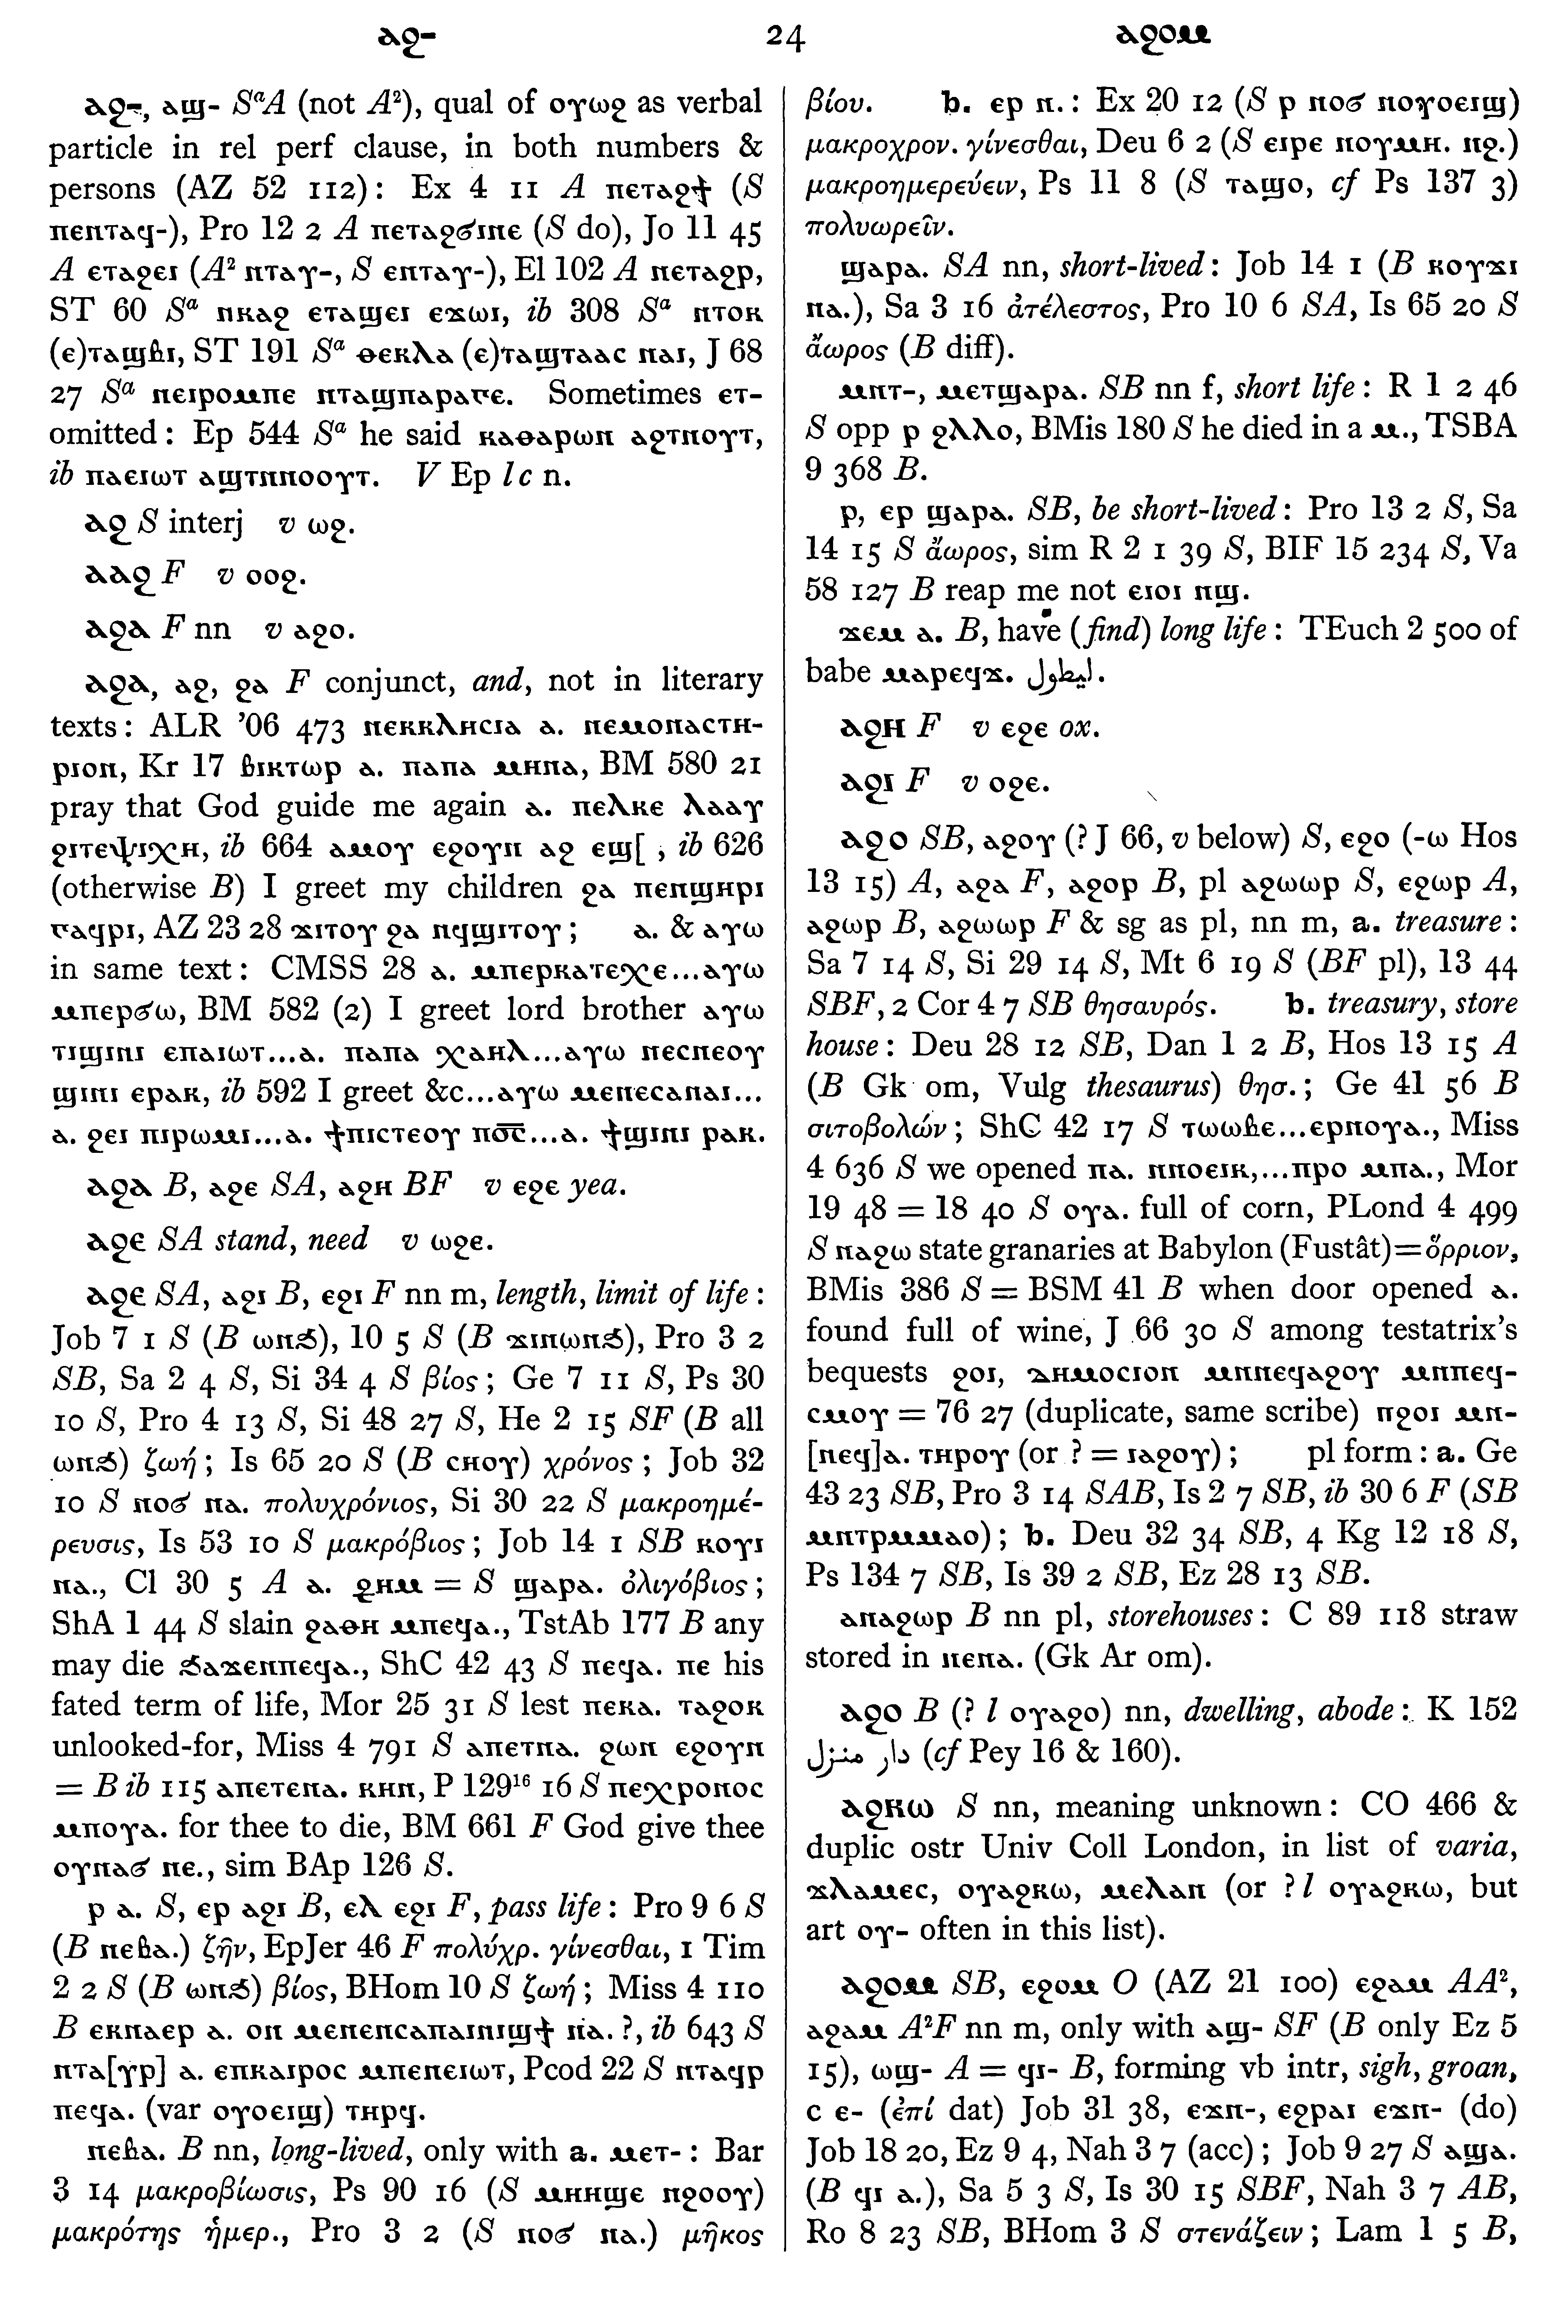 ⲁϩ-
24
ⲁϩⲟⲙ
ⲁϩ-, ⲁϣ- SᵃA (not A²), qual of ⲟⲩⲱϩ as verbal
particle in rel perf clause, in both numbers &
persons (AZ 52 112): Ex 4 11 A ⲡⲉⲧⲁϩϯ (S
ⲡⲉⲛⲧⲁϥ-), Pro 12 2 A ⲡⲉⲧⲁϩϭⲓⲛⲉ (S do), Jo 11 45
A ⲉⲧⲁϩⲉⲓ (A² ⲛⲧⲁⲩ-, S ⲉⲛⲧⲁⲩ-), El 102 A ⲡⲉⲧⲁϩⲣ,
ST 60 Sᵃ ⲡⲕⲁϩ ⲉⲧⲁϣⲉⲓ ⲉϫⲱⲓ, ib 308 Sᵃ ⲛⲧⲟⲕ
(ⲉ)ⲧⲁϣϥⲓ, ST 191 Sᵃ ⲑⲉⲕⲗⲁ (ⲉ)ⲧⲁϣⲧⲁⲁⲥ ⲛⲁⲓ, J 68
27 Sᵃ ⲧⲉⲓⲣⲟⲙⲡⲉ ⲛⲧⲁϣⲡⲁⲣⲁⲅⲉ. Sometimes ⲉⲧ-
omitted: Ep 544 Sᵃ he said ⲕⲁⲑⲁⲣⲱⲛ ⲁϩⲧⲛⲟⲩⲧ,
ib ⲡⲁⲉⲓⲱⲧ ⲁϣⲧⲛⲛⲟⲟⲩⲧ. V Ep l c n.
ⲁϩ S interj v ⲱϩ.
ⲁⲁϩ F v ⲟⲟϩ.
ⲁϩⲁ F nn v ⲁϩⲟ.
ⲁϩⲁ, ⲁϩ, ϩⲁ F conjunct, and, not in literary
texts: ALR '06 473 ⲧⲉⲕⲕⲗⲏⲥⲓⲁ ⲁ. ⲡⲉⲙⲟⲛⲁⲥⲧⲏ-
ⲣⲓⲟⲛ, Kr 17 ⲃⲓⲕⲧⲱⲣ ⲁ. ⲡⲁⲡⲁ ⲙⲏⲛⲁ, BM 580 21
pray that God guide me again ⲁ. ⲡⲉⲗⲕⲉ ⲗⲁⲁⲩ
ϩⲓⲧⲉⲯⲓⲭⲏ, ib 664 ⲁⲙⲟⲩ ⲉϩⲟⲩⲛ ⲁϩ ⲉϣ[ , ib 626
(otherwise B) I greet my children ϩⲁ ⲛⲉⲛϣⲏⲣⲓ
ⲅⲁϥⲣⲓ, AZ 23 28 ϫⲓⲧⲟⲩ ϩⲁ ⲛϥϣⲓⲧⲟⲩ; ⲁ. & ⲁⲩⲱ
in same text: CMSS 28 ⲁ. ⲙⲡⲉⲣⲕⲁⲧⲉⲭⲉ...ⲁⲩⲱ
ⲙⲡⲉⲣϭⲱ, BM 582 (2) I greet lord brother ⲁⲩⲱ
ⲧⲓϣⲓⲛⲓ ⲉⲡⲁⲓⲱⲧ...ⲁ. ⲡⲁⲡⲁ ⲭⲁⲏⲗ...ⲁⲩⲱ ⲛⲉⲥⲛⲉⲟⲩ
ϣⲓⲛⲓ ⲉⲣⲁⲕ, ib 592 I greet &c...ⲁⲩⲱ ⲙⲉⲛⲉⲥⲁⲛⲁⲓ...
ⲁ. ϩⲉⲓ ⲡⲓⲣⲱⲙⲓ...ⲁ. ϯⲡⲓⲥⲧⲉⲟⲩ ⲡϭ̅ⲥ̅...ⲁ. ϯϣⲓⲛⲓ ⲣⲁⲕ.
ⲁϩⲁ B, ⲁϩⲉ SA, ⲁϩⲏ BF v ⲉϩⲉ yea.
ⲁϩⲉ SA stand, need v ⲱϩⲉ.
ⲁϩⲉ SA, ⲁϩⲓ B, ⲉϩⲓ F nn m, length, limit of life:
Job 7 1 S (B ⲱⲛϧ), 10 5 S (B ϫⲓⲛⲱⲛϧ), Pro 3 2
SB, Sa 2 4 S, Si 34 4 S βίος; Ge 7 11 S, Ps 30
10 S, Pro 4 13 S, Si 48 27 S, He 2 15 SF (B all
ⲱⲛϧ) ζωή; Is 65 20 S (B ⲥⲏⲟⲩ) χρόνος; Job 32
10 S ⲛⲟϭ ⲛⲁ. πολυχρόνιος, Si 30 22 S μακροημέ-
ρευσις, Is 53 10 S μακρόβιος; Job 14 1 SB ⲕⲟⲩⲓ
ⲛⲁ., Cl 30 5 A ⲁ. ϩⲏⲙ = S ϣⲁⲣⲁ. ὀλιγόβιος;
ShA 1 44 S slain ϩⲁⲑⲏ ⲙⲡⲉϥⲁ., TstAb 177 B any
may die ϧⲁϫⲉⲛⲡⲉϥⲁ., ShC 42 43 S ⲡⲉϥⲁ. ⲡⲉ his
fated term of life, Mor 25 31 S lest ⲡⲉⲕⲁ. ⲧⲁϩⲟⲕ
unlooked-for, Miss 4 791 S ⲁⲡⲉⲧⲛⲁ. ϩⲱⲛ ⲉϩⲟⲩⲛ
= B ib 115 ⲁⲡⲉⲧⲉⲛⲁ. ⲕⲏⲛ, P 129¹⁶ 16 S ⲡⲉⲭⲣⲟⲛⲟⲥ
ⲙⲡⲟⲩⲁ. for thee to die, BM 661 F God give thee
ⲟⲩⲛⲁϭ ⲛⲉ., sim BAp 126 S.
ⲣ ⲁ. S, ⲉⲣ ⲁϩⲓ B, ⲉⲗ ⲉϩⲓ F, pass life: Pro 9 6 S
(B ⲛⲉϥⲁ.) ζῆν, EpJer 46 F πολύχρ. γίνεσθαι, 1 Tim
2 2 S (B ⲱⲛϧ) βίος, BHom 10 S ζωή; Miss 4 110
B ⲉⲕⲛⲁⲉⲣ ⲁ. ⲟⲛ ⲙⲉⲛⲉⲛⲥⲁⲛⲁⲓⲛⲓϣϯ ⲛⲁ.?, ib 643 S
ⲛⲧⲁ[ⲩⲣ] ⲁ. ⲉⲡⲕⲁⲓⲣⲟⲥ ⲙⲡⲉⲛⲉⲓⲱⲧ, Pcod 22 S ⲛⲧⲁϥⲣ
ⲡⲉϥⲁ. (var ⲟⲩⲟⲉⲓϣ) ⲧⲏⲣϥ.
ⲛⲉⲃⲁ. B nn, long-lived, only with a. ⲙⲉⲧ-: Bar
3 14 μακροβίωσις, Ps 90 16 (S ⲙⲏⲏϣⲉ ⲛϩⲟⲟⲩ)
μακρότης ἡμερ., Pro 3 2 (S ⲛⲟϭ ⲛⲁ.) μῆκος
βίου. b. ⲉⲣ ⲛ.: Ex 20 12 (S ⲣ ⲛⲟϭ ⲛⲟⲩⲟⲉⲓϣ)
μακροχρον. γίνεσθαι, Deu 6 2 (S ⲉⲓⲣⲉ ⲛⲟⲩⲙⲏ. ⲛϩ.)
μακροημερεύειν, Ps 11 8 (S ⲧⲁϣⲟ, cf Ps 137 3)
πολυωρεῖν.
ϣⲁⲣⲁ. SA nn, short-lived: Job 14 1 (B ⲕⲟⲩϫⲓ
ⲛⲁ.), Sa 3 16 ἀτέλεστος, Pro 10 6 SA, Is 65 20 S
ἄωρος (B diff).
ⲙⲛⲧ-, ⲙⲉⲧϣⲁⲣⲁ. SB nn f, short life: R 1 2 46
S opp ⲣ ϩⲗⲗⲟ, BMis 180 S he died in a ⲙ., TSBA
9 368 B.
ⲣ, ⲉⲣ ϣⲁⲣⲁ. SB, be short-lived: Pro 13 2 S, Sa
14 15 S ἄωρος, sim R 2 1 39 S, BIF 15 234 S, Va
58 127 B reap me not ⲉⲓⲟⲓ ⲛϣ.
ϫⲉⲙ ⲁ. B, have (find) long life: TEuch 2 500 of
babe ⲙⲁⲣⲉϥϫ. ليطول.
ⲁϩⲏ F v ⲉϩⲉ ox.
ⲁϩⲓ F v ⲟϩⲉ.
ⲁϩⲟ SB, ⲁϩⲟⲩ (? J 66, v below) S, ⲉϩⲟ (-ⲱ Hos
13 15) A, ⲁϩⲁ F, ⲁϩⲟⲣ B, pl ⲁϩⲱⲱⲣ S, ⲉϩⲱⲣ A,
ⲁϩⲱⲣ B, ⲁϩⲱⲱⲣ F & sg as pl, nn m, a. treasure:
Sa 7 14 S, Si 29 14 S, Mt 6 19 S (BF pl), 13 44
SBF, 2 Cor 4 7 SB θησαυρός. b. treasury, store
house: Deu 28 12 SB, Dan 1 2 B, Hos 13 15 A
(B Gk om, Vulg thesaurus) θησ.; Ge 41 56 B
σιτοβολών; ShC 42 17 S ⲧⲱⲱⲃⲉ...ⲉⲣⲛⲟⲩⲁ., Miss
4 636 S we opened ⲡⲁ. ⲛⲛⲟⲉⲓⲕ,...ⲡⲣⲟ ⲙⲡⲁ., Mor
19 48 = 18 40 S ⲟⲩⲁ. full of corn, PLond 4 499
S ⲛⲁϩⲱ state granaries at Babylon (Fustât)=ὅρριον,
BMis 386 S = BSM 41 B when door opened ⲁ.
found full of wine, J 66 30 S among testatrix's
bequests ϩⲟⲓ, ⲇⲏⲙⲟⲥⲓⲟⲛ ⲙⲛⲛⲉϥⲁϩⲟⲩ ⲙⲛⲛⲉϥ-
ⲥⲙⲟⲩ = 76 27 (duplicate, same scribe) ⲛϩⲟⲓ ⲙⲛ-
[ⲛⲉϥ]ⲁ. ⲧⲏⲣⲟⲩ (or ? = ⲓⲁϩⲟⲩ); pl form: a. Ge
43 23 SB, Pro 3 14 SAB, Is 2 7 SB, ib 30 6 F (SB
ⲙⲛⲧⲣⲙⲙⲁⲟ); b. Deu 32 34 SB, 4 Kg 12 18 S,
Ps 134 7 SB, Is 39 2 SB, Ez 28 13 SB.
ⲁⲛⲁϩⲱⲣ B nn pl, storehouses: C 89 118 straw
stored in ⲛⲉⲛⲁ. (Gk Ar om).
ⲁϩⲟ B (? l ⲟⲩⲁϩⲟ) nn, dwelling, abode: K 152
دار منزل (cf Pey 16 & 160).
ⲁϩⲕⲱ S nn, meaning unknown: CO 466 &
duplic ostr Univ Coll London, in list of varia,
ϫⲗⲁⲙⲉⲥ, ⲟⲩⲁϩⲕⲱ, ⲙⲉⲗⲁⲛ (or ? l ⲟⲩⲁϩⲕⲱ, but
art ⲟⲩ- often in this list).
ⲁϩⲟⲙ SB, ⲉϩⲟⲙ O (AZ 21 100) ⲉϩⲁⲙ AA²,
ⲁϩⲁⲙ A²F nn m, only with ⲁϣ- SF (B only Ez 5
15), ⲱϣ- A = ϥⲓ- B, forming vb intr, sigh, groan,
c ⲉ- (ἐπί dat) Job 31 38, ⲉϫⲛ-, ⲉϩⲣⲁⲓ ⲉϫⲛ- (do)
Job 18 20, Ez 9 4, Nah 3 7 (acc); Job 9 27 S ⲁϣⲁ.
(B ϥⲓ ⲁ.), Sa 5 3 S, Is 30 15 SBF, Nah 3 7 AB,
Ro 8 23 SB, BHom 3 S στενάζειν; Lam 1 5 B,